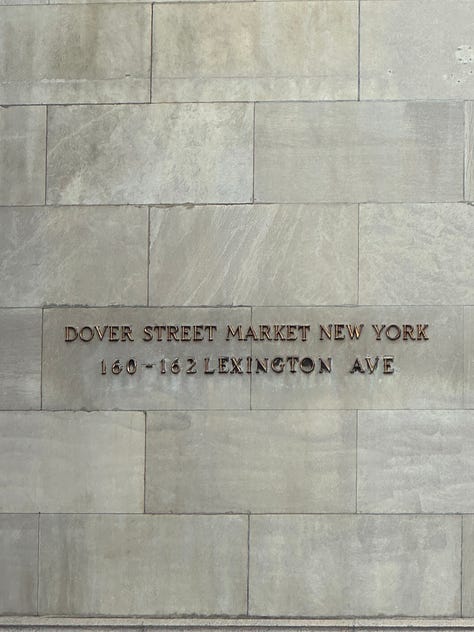 DOVER STREET MARKET NEW YORK
160-162 LEXINGTON AVE